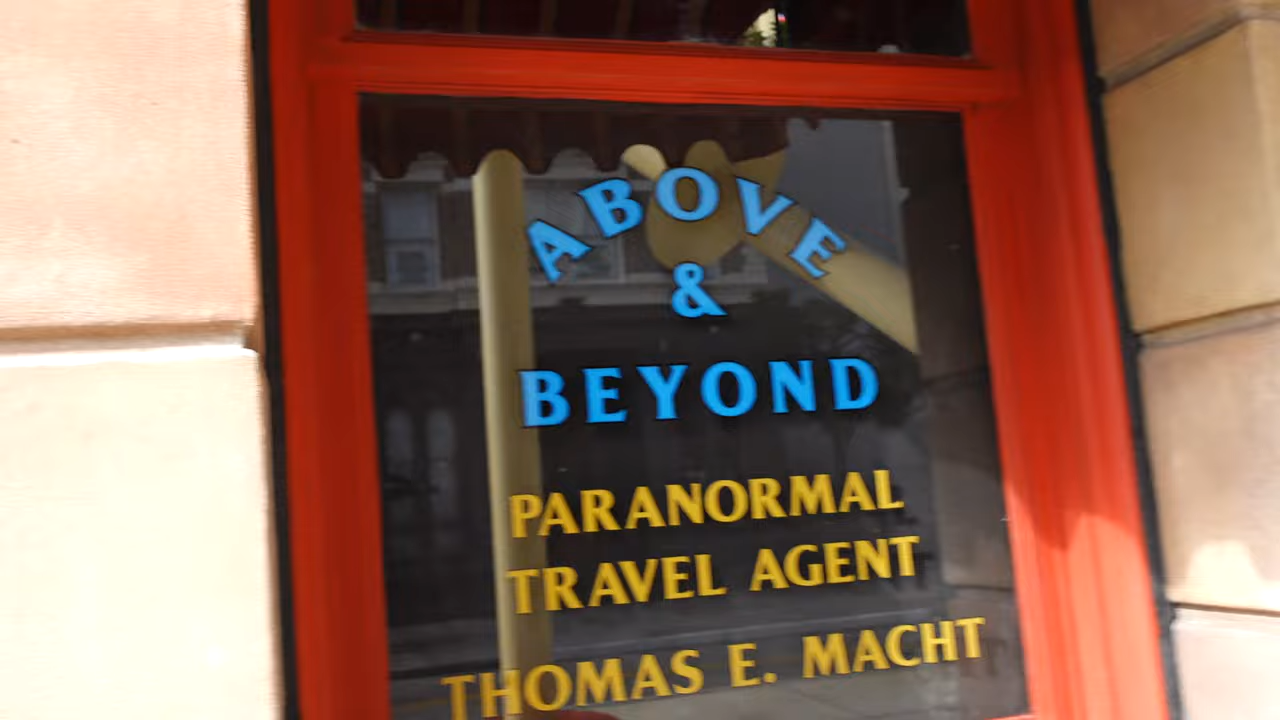 ABOVE
&
BEYOND
PARANORMAL
TRAVEL AGENT
THOMAS E. MACHT